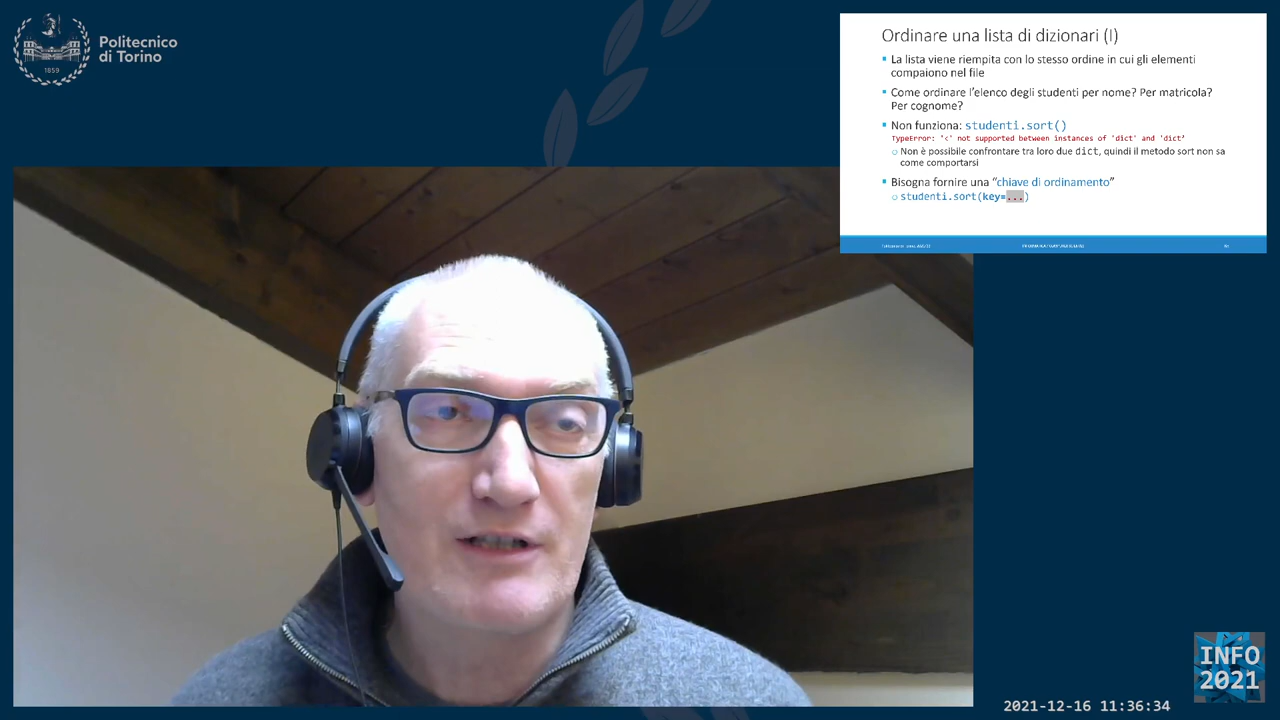 Politecnico
di Torino
1859
Ordinare una lista di dizionari (I)
La lista viene riempita con lo stesso ordine in cui gli elementi
compaiono nel file
Come ordinare l'elenco degli studenti per nome? Per matricola?
Per cognome?
Non funziona: studenti.sort()
TypeError: '<' not supported between instances of 'dict' and 'dict'
Non è possibile confrontare tra loro due dict, quindi il metodo sort non sa
come comportarsi
Bisogna fornire una "chiave di ordinamento"
studenti.sort(key=...)
INFO
2021
2021-12-16 11:36:34